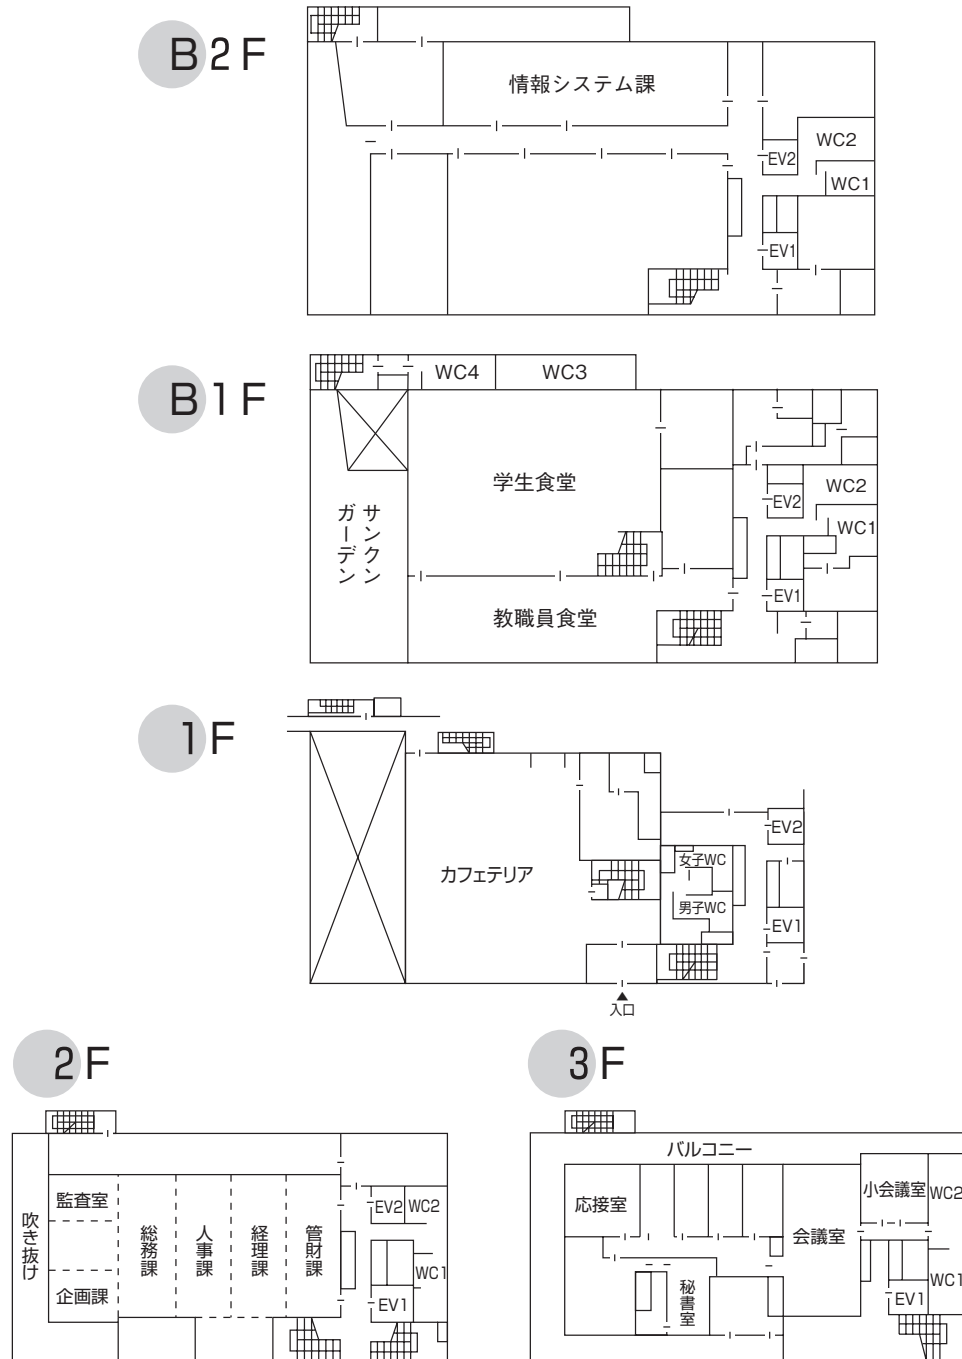 B2F
情報システム課
WC2
EV2
WC1
EV1
B1F
WC4
WC3
学生食堂
サンクン
ガーデン
WC2
EV2
WC1
教職員食堂
EV1
1F
カフェテリア
EV2
女子WC
男子WC
EV1
入口
2F
吹き抜け
監査室
企画課
総務課
人事課
経理課
管財課
EV2
WC2
WC1
EV1
3F
バルコニー
応接室
会議室
小会議室
WC2
秘書室
WC1
EV1